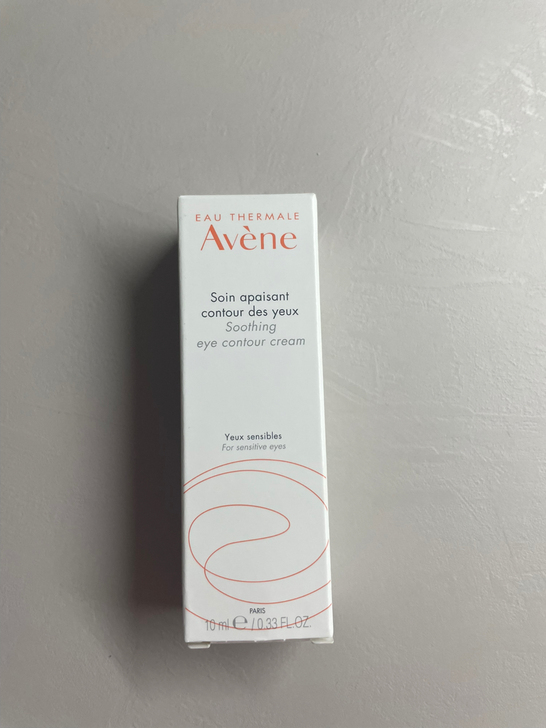 EAU THERMALE
Avène
Soin apaisant
contour des yeux
Soothing
eye contour cream
Yeux sensibles
For sensitive eyes
PARIS
10 ml ℮ / 0.33 FL.OZ.